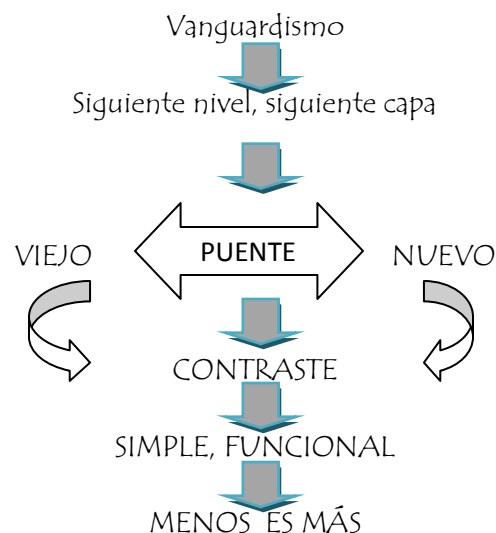 Vanguardismo
Siguiente nivel, siguiente capa
VIEJO PUENTE NUEVO
CONTRASTE
SIMPLE, FUNCIONAL
MENOS ES MÁS